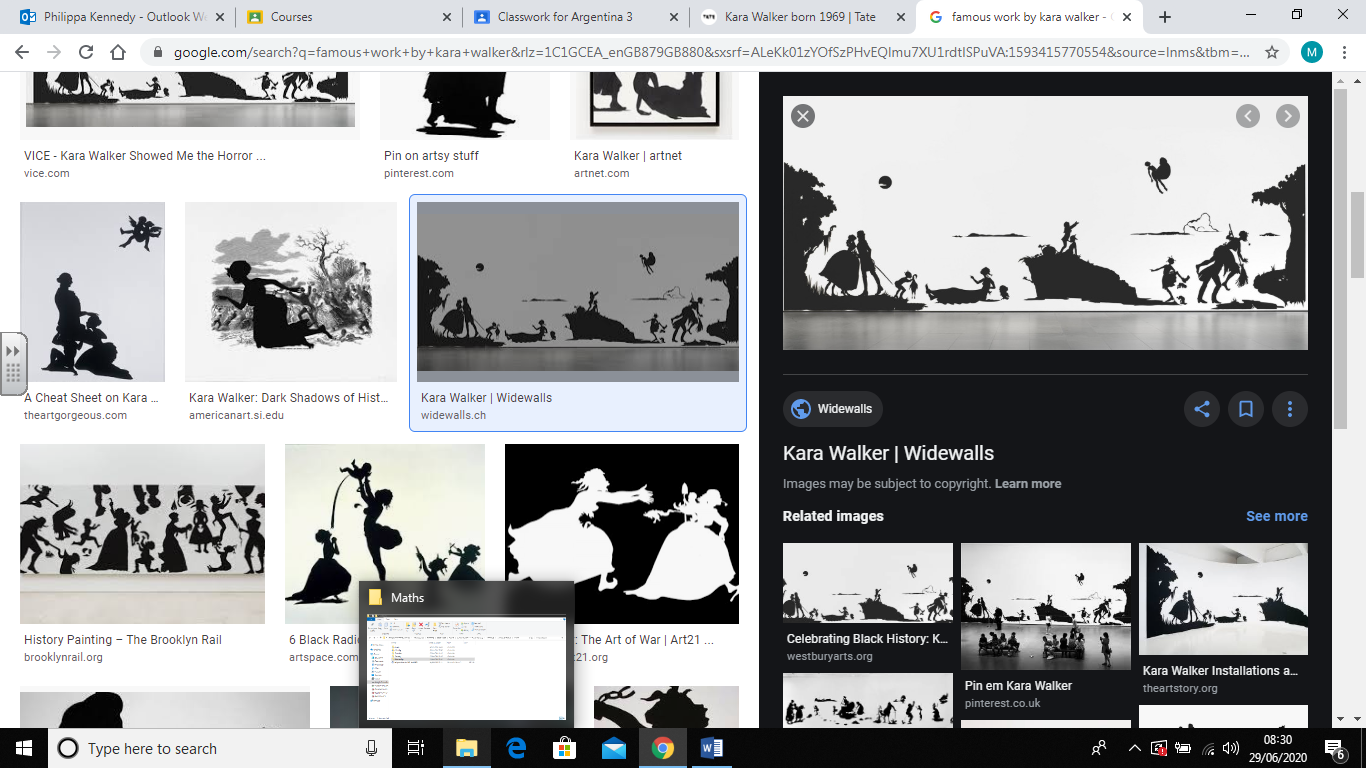 Philippa Kennedy - Outlook We
Courses
Classwork for Argentina 3
TATE
Kara Walker born 1969 | Tate
famous work by kara walker -
google.com/search?q=famous+work+by+kara+walker&rlz=1C1GCEA_enGB879GB880&sxsrf=ALeKk01zYOfSzPHvEQlmu7XU1rdtISPuVA:1593415770554&source=lnms&tbm=...
M
VICE - Kara Walker Showed Me the Horror ...
vice.com
Pin on artsy stuff
pinterest.com
Kara Walker | artnet
artnet.com
A Cheat Sheet on Kara ...
theartgorgeous.com
Kara Walker: Dark Shadows of Hist...
americanart.si.edu
Kara Walker | Widewalls
widewalls.ch
History Painting – The Brooklyn Rail
brooklynrail.org
6 Black Radic
artspace.com
: The Art of War | Art21 ...
21.org
Maths
Widewalls
Kara Walker | Widewalls
Images may be subject to copyright. Learn more
Related images
See more
Celebrating Black History: K...
westburyarts.org
Pin em Kara Walker
pinterest.co.uk
Kara Walker Installations a...
theartstory.org
Type here to search
08:30
29/06/2020
6